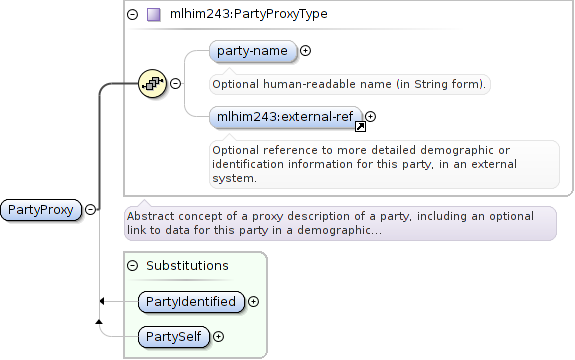 mlhim243:PartyProxyType
party-name
Optional human-readable name (in String form).
mlhim243:external-ref
Optional reference to more detailed demographic or
identification information for this party, in an external
system.
PartyProxy
Abstract concept of a proxy description of a party, including an optional
link to data for this party in a demographic...
Substitutions
PartyIdentified
PartySelf